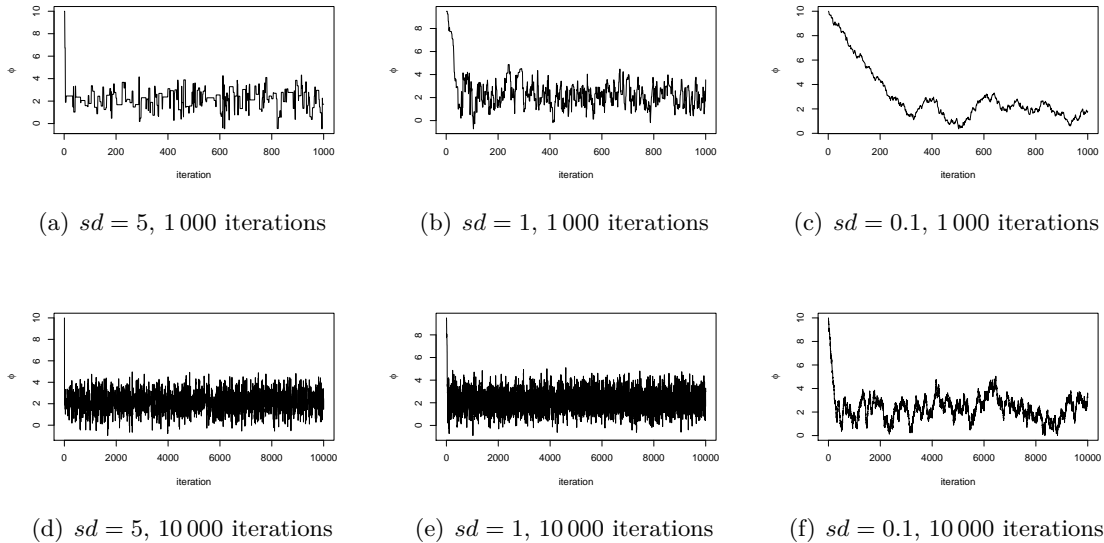 10
8
6
4
2
0
ϕ
0 200 400 600 800 1000
iteration
(a) sd = 5, 1 000 iterations
8
6
4
2
0
ϕ
0 200 400 600 800 1000
iteration
(b) sd = 1, 1 000 iterations
10
8
6
4
2
0
ϕ
0 200 400 600 800 1000
iteration
(c) sd = 0.1, 1 000 iterations
10
8
6
4
2
0
ϕ
0 2000 4000 6000 8000 10000
iteration
(d) sd = 5, 10 000 iterations
8
6
4
2
0
ϕ
0 2000 4000 6000 8000 10000
iteration
(e) sd = 1, 10 000 iterations
10
8
6
4
2
0
ϕ
0 2000 4000 6000 8000 10000
iteration
(f) sd = 0.1, 10 000 iterations